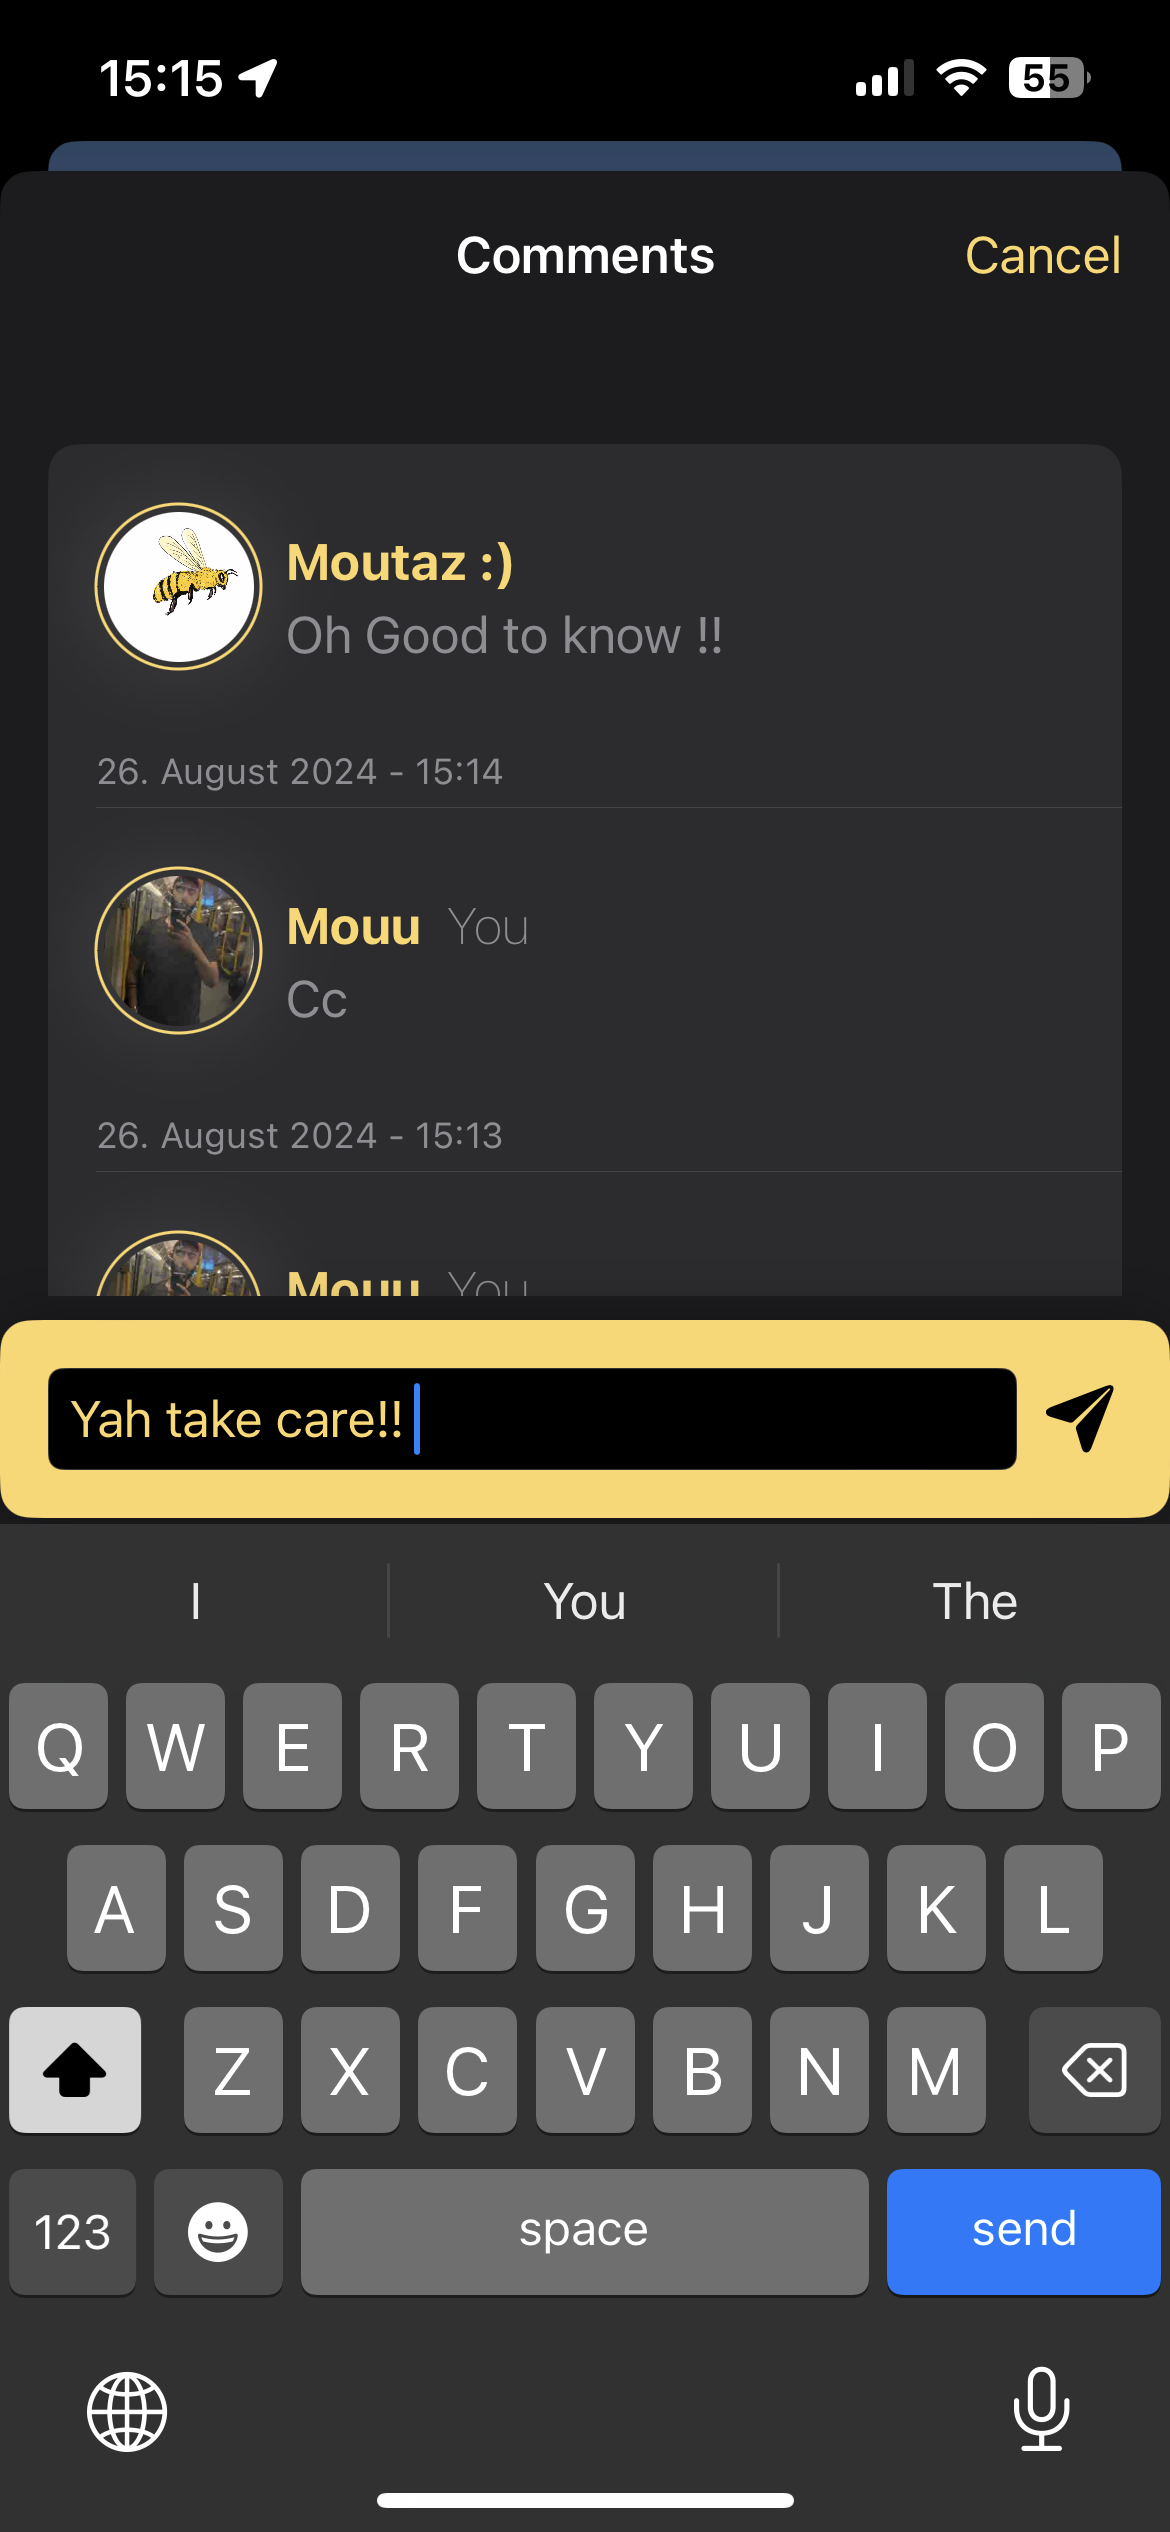 15:15
55
Comments
Cancel
Moutaz :)
Oh Good to know !!
26. August 2024 - 15:14
Mouu You
Cc
26. August 2024 - 15:13
Mouu You
Yah take care!!
I You The
Q W E R T Y U I O P
A S D F G H J K L
Z X C V B N M
123 space send